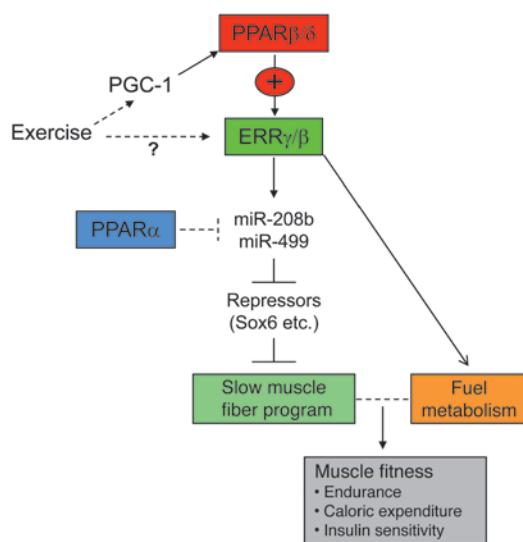 PPARβ/δ
+
PGC-1
Exercise
?
ERRγ/β
PPARα
miR-208b
miR-499
Repressors
(Sox6 etc.)
Slow muscle
fiber program
Fuel
metabolism
Muscle fitness
• Endurance
• Caloric expenditure
• Insulin sensitivity